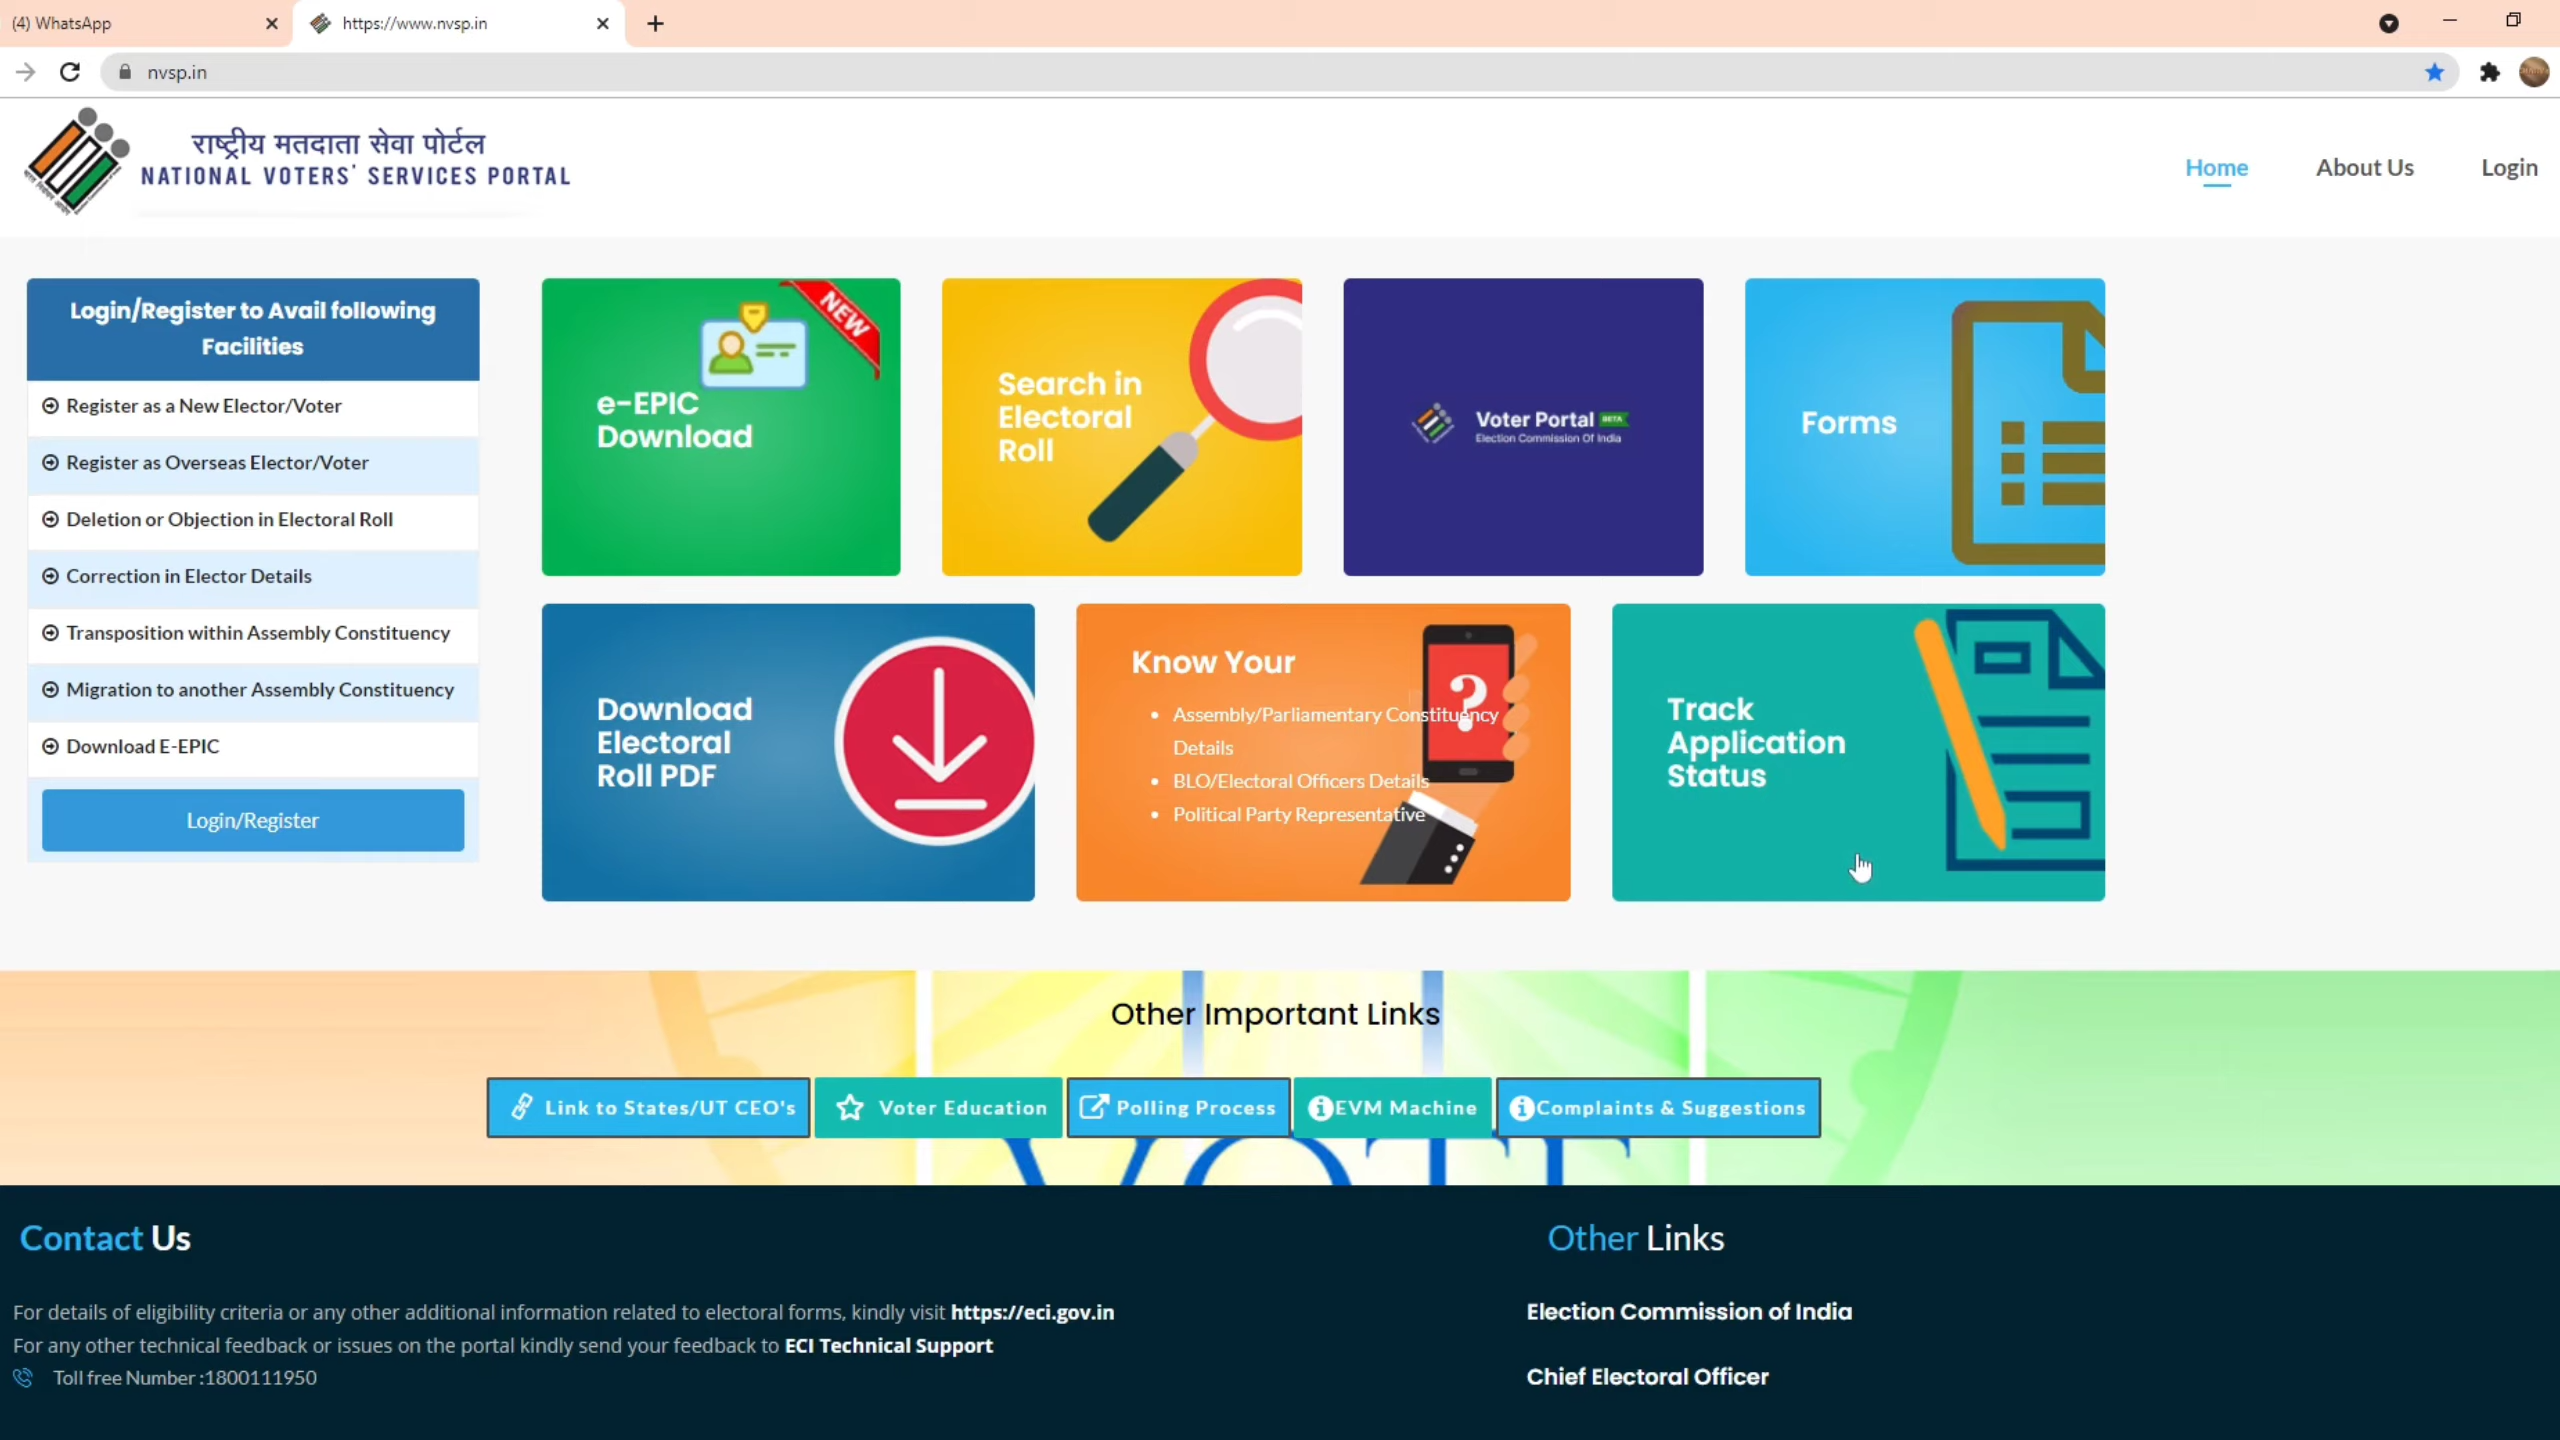 (4) WhatsApp
https://www.nvsp.in
nvsp.in
राष्ट्रीय मतदाता सेवा पोर्टल
NATIONAL VOTERS' SERVICES PORTAL
Home
About Us
Login
Login/Register to Avail following
Facilities
Register as a New Elector/Voter
Register as Overseas Elector/Voter
Deletion or Objection in Electoral Roll
Correction in Elector Details
Transposition within Assembly Constituency
Migration to another Assembly Constituency
Download E-EPIC
Login/Register
NEW
e-EPIC
Download
Search in
Electoral
Roll
Voter Portal BETA
Election Commission Of India
Forms
Download
Electoral
Roll PDF
Know Your
Assembly/Parliamentary Constituency
Details
BLO/Electoral Officers Details
Political Party Representative
?
Track
Application
Status
Other Important Links
Link to States/UT CEO's
Voter Education
Polling Process
EVM Machine
Complaints & Suggestions
VOTE
Contact Us
For details of eligibility criteria or any other additional information related to electoral forms, kindly visit https://eci.gov.in
For any other technical feedback or issues on the portal kindly send your feedback to ECI Technical Support
Toll free Number :1800111950
Other Links
Election Commission of India
Chief Electoral Officer